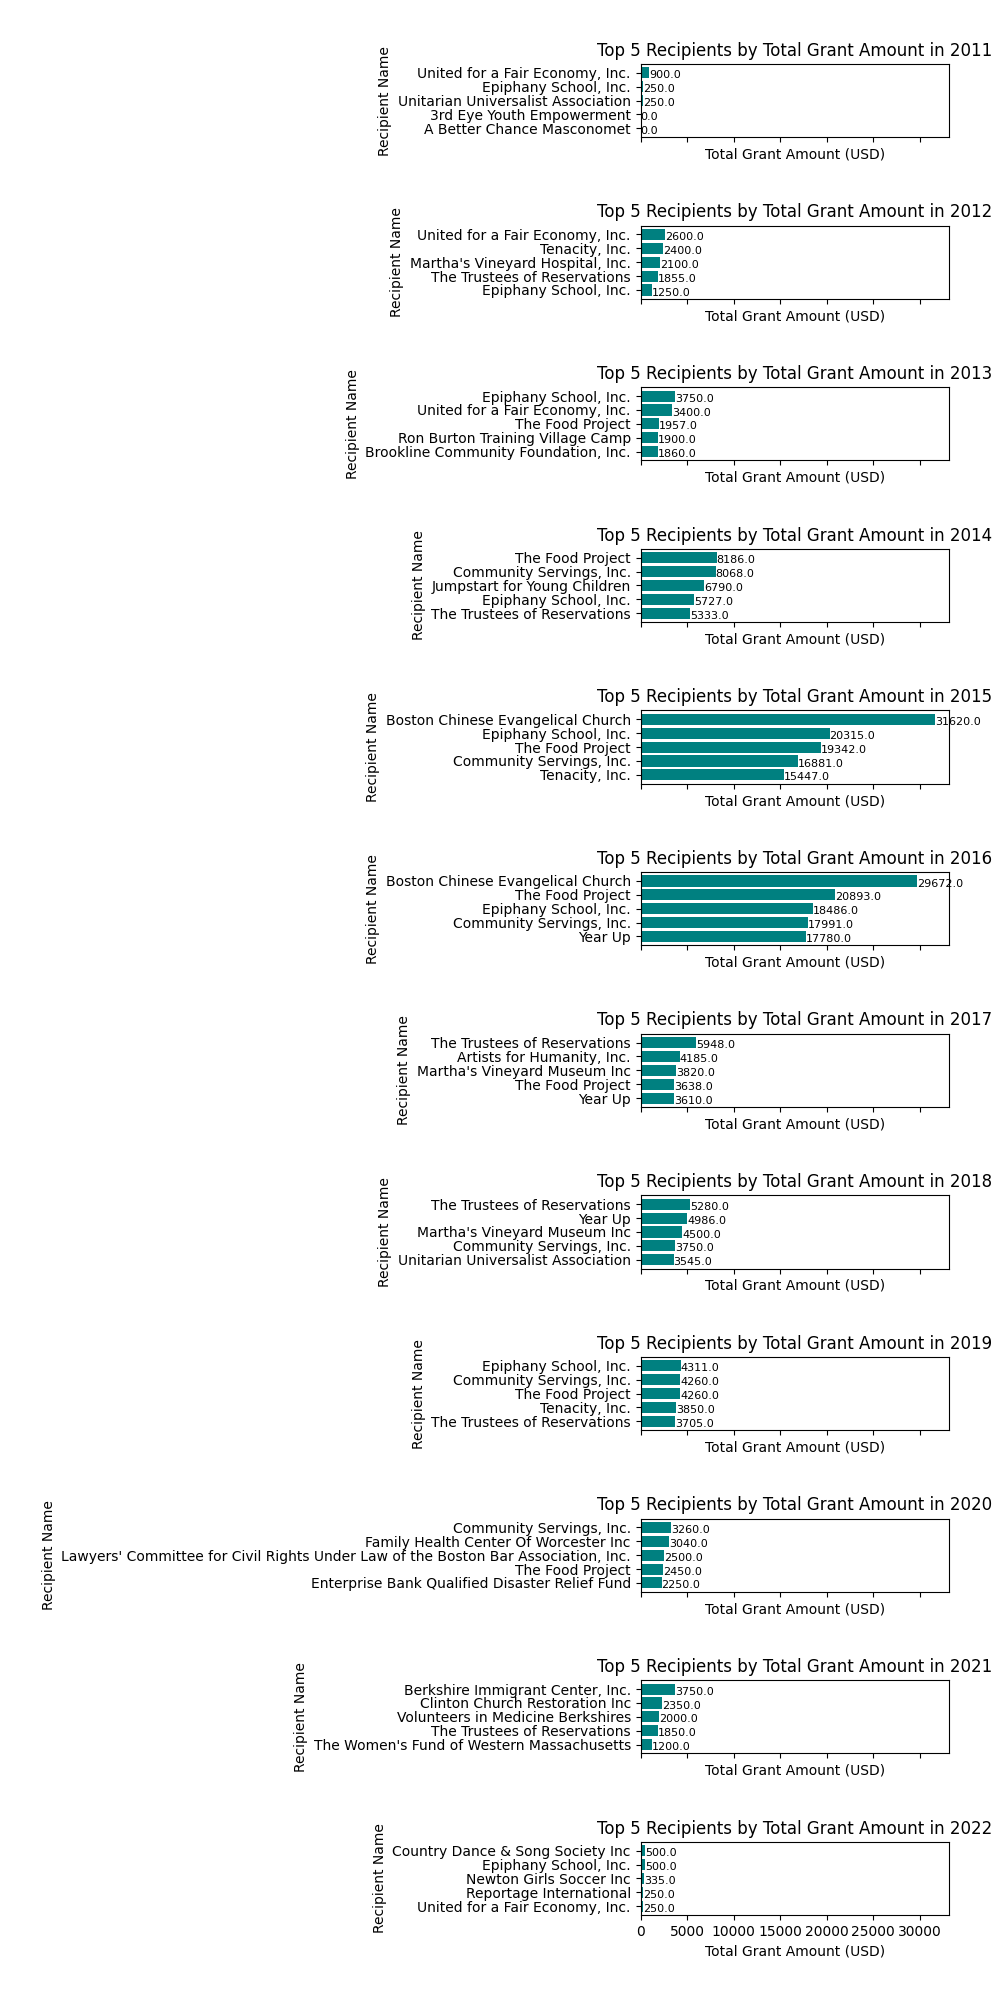 Top 5 Recipients by Total Grant Amount in 2011
Recipient Name
United for a Fair Economy, Inc. 900.0
Epiphany School, Inc. 250.0
Unitarian Universalist Association 250.0
3rd Eye Youth Empowerment 0.0
A Better Chance Masconomet 0.0
Total Grant Amount (USD)
Top 5 Recipients by Total Grant Amount in 2012
Recipient Name
United for a Fair Economy, Inc. 2600.0
Tenacity, Inc. 2400.0
Martha's Vineyard Hospital, Inc. 2100.0
The Trustees of Reservations 1855.0
Epiphany School, Inc. 1250.0
Total Grant Amount (USD)
Top 5 Recipients by Total Grant Amount in 2013
Recipient Name
Epiphany School, Inc. 3750.0
United for a Fair Economy, Inc. 3400.0
The Food Project 1957.0
Ron Burton Training Village Camp 1900.0
Brookline Community Foundation, Inc. 1860.0
Total Grant Amount (USD)
Top 5 Recipients by Total Grant Amount in 2014
Recipient Name
The Food Project 8186.0
Community Servings, Inc. 8068.0
Jumpstart for Young Children 6790.0
Epiphany School, Inc. 5727.0
The Trustees of Reservations 5333.0
Total Grant Amount (USD)
Top 5 Recipients by Total Grant Amount in 2015
Recipient Name
Boston Chinese Evangelical Church 31620.0
Epiphany School, Inc. 20315.0
The Food Project 19342.0
Community Servings, Inc. 16881.0
Tenacity, Inc. 15447.0
Total Grant Amount (USD)
Top 5 Recipients by Total Grant Amount in 2016
Recipient Name
Boston Chinese Evangelical Church 29672.0
The Food Project 20893.0
Epiphany School, Inc. 18486.0
Community Servings, Inc. 17991.0
Year Up 17780.0
Total Grant Amount (USD)
Top 5 Recipients by Total Grant Amount in 2017
Recipient Name
The Trustees of Reservations 5948.0
Artists for Humanity, Inc. 4185.0
Martha's Vineyard Museum Inc 3820.0
The Food Project 3638.0
Year Up 3610.0
Total Grant Amount (USD)
Top 5 Recipients by Total Grant Amount in 2018
Recipient Name
The Trustees of Reservations 5280.0
Year Up 4986.0
Martha's Vineyard Museum Inc 4500.0
Community Servings, Inc. 3750.0
Unitarian Universalist Association 3545.0
Total Grant Amount (USD)
Top 5 Recipients by Total Grant Amount in 2019
Recipient Name
Epiphany School, Inc. 4311.0
Community Servings, Inc. 4260.0
The Food Project 4260.0
Tenacity, Inc. 3850.0
The Trustees of Reservations 3705.0
Total Grant Amount (USD)
Top 5 Recipients by Total Grant Amount in 2020
Recipient Name
Community Servings, Inc. 3260.0
Family Health Center Of Worcester Inc 3040.0
Lawyers' Committee for Civil Rights Under Law of the Boston Bar Association, Inc. 2500.0
The Food Project 2450.0
Enterprise Bank Qualified Disaster Relief Fund 2250.0
Total Grant Amount (USD)
Top 5 Recipients by Total Grant Amount in 2021
Recipient Name
Berkshire Immigrant Center, Inc. 3750.0
Clinton Church Restoration Inc 2350.0
Volunteers in Medicine Berkshires 2000.0
The Trustees of Reservations 1850.0
The Women's Fund of Western Massachusetts 1200.0
Total Grant Amount (USD)
Top 5 Recipients by Total Grant Amount in 2022
Recipient Name
Country Dance & Song Society Inc 500.0
Epiphany School, Inc. 500.0
Newton Girls Soccer Inc 335.0
Reportage International 250.0
United for a Fair Economy, Inc. 250.0
0 5000 10000 15000 20000 25000 30000
Total Grant Amount (USD)